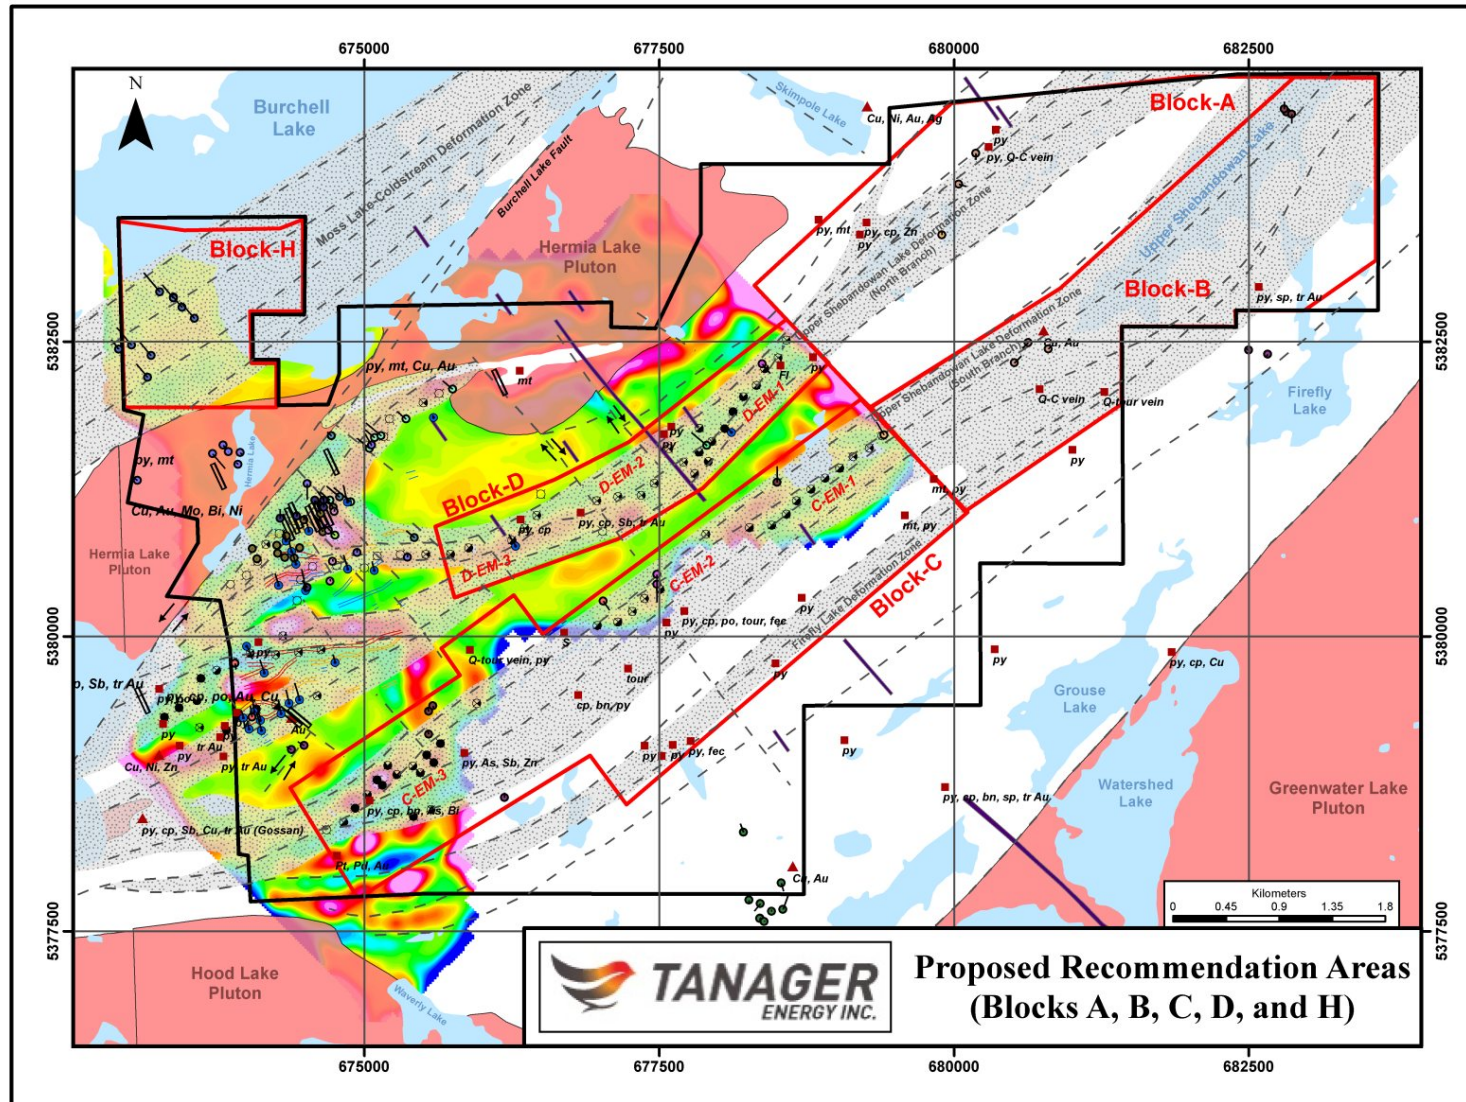 675000
677500
680000
682500
N
Burchell
Lake
Skimpole Lake
Cu, Ni, Au, Ag
Block-A
py
py, Q-C vein
Moss Lake-Coldstream Deformation Zone
Burchell Lake Fault
Upper Shebandowan Lake
Block-H
Hermia Lake
Pluton
py, mt
py, cp, Zn
py
Upper Shebandowan Lake Deformation Zone
(North Branch)
Block-B
py, sp, tr Au
5382500
5382500
Upper Shebandowan Lake Deformation Zone
(South Branch)
Cu, Au
py, mt, Cu, Au
mt
Fl
py
D-EM-1
Q-C vein
Q-tour vein
Firefly
Lake
py, mt
Hermia Lake
py
py
Block-D
D-EM-2
py
C-EM-1
mt, py
Cu, Au, Mo, Bi, Ni
py, cp
py, cp, Sb, tr Au
mt, py
Hermia Lake
Pluton
D-EM-3
C-EM-2
Firefly Lake Deformation Zone
Block-C
py
py, cp, po, tour, fec
py
5380000
5380000
S
py
Q-tour vein, py
py
py
py, cp, Cu
tour
o, Sb, tr Au
py, cp, po, Au, Cu
cp, bn, py
Grouse
Lake
py
py
Au
tr Au
py
py, fec
py
Cu, Ni, Zn
py, tr Au
py, As, Sb, Zn
C-EM-3
py, cp, bn, As, Bi
py, cp, bn, sp, tr Au
Watershed
Lake
Greenwater Lake
Pluton
py, cp, Sb, Cu, tr Au (Gossan)
Pt, Pd, Au
Cu, Au
Kilometers
0 0.45 0.9 1.35 1.8
5377500
5377500
Hood Lake
Pluton
Waverly Lake
TANAGER
ENERGY INC.
Proposed Recommendation Areas
(Blocks A, B, C, D, and H)
675000
677500
680000
682500